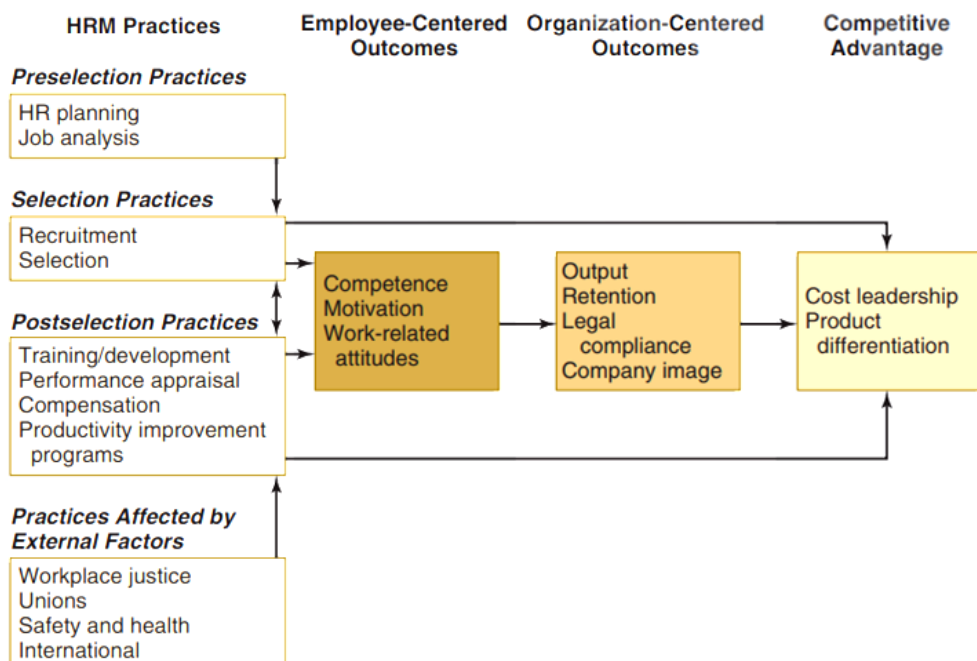 HRM Practices
Employee-Centered
Outcomes
Organization-Centered
Outcomes
Competitive
Advantage
Preselection Practices
HR planning
Job analysis
Selection Practices
Recruitment
Selection
Postselection Practices
Training/development
Performance appraisal
Compensation
Productivity improvement
programs
Practices Affected by
External Factors
Workplace justice
Unions
Safety and health
International
Competence
Motivation
Work-related
attitudes
Output
Retention
Legal
compliance
Company image
Cost leadership
Product
differentiation